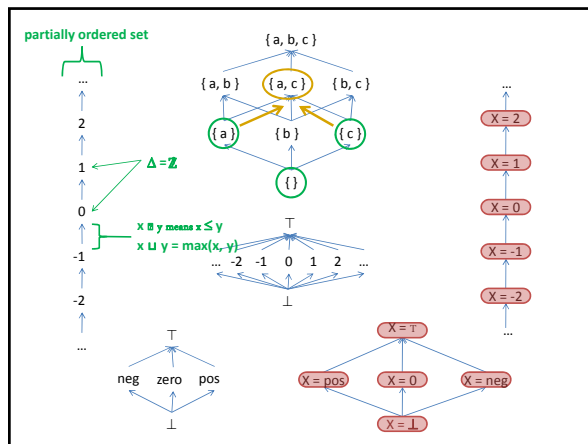 partially ordered set
...
2
1
0
-1
-2
...
Δ = ℤ
y means x ≤ y
x ⊔ y = max(x, y)
{ a, b, c }
{ a, b } { a, c } { b, c }
{ a } { b } { c }
{ }
⊤
... -2 -1 0 1 2 ...
⊥
⊤
neg zero pos
⊥
...
X = 2
X = 1
X = 0
X = -1
X = -2
...
X = ⊤
X = pos X = 0 X = neg
X = ⊥